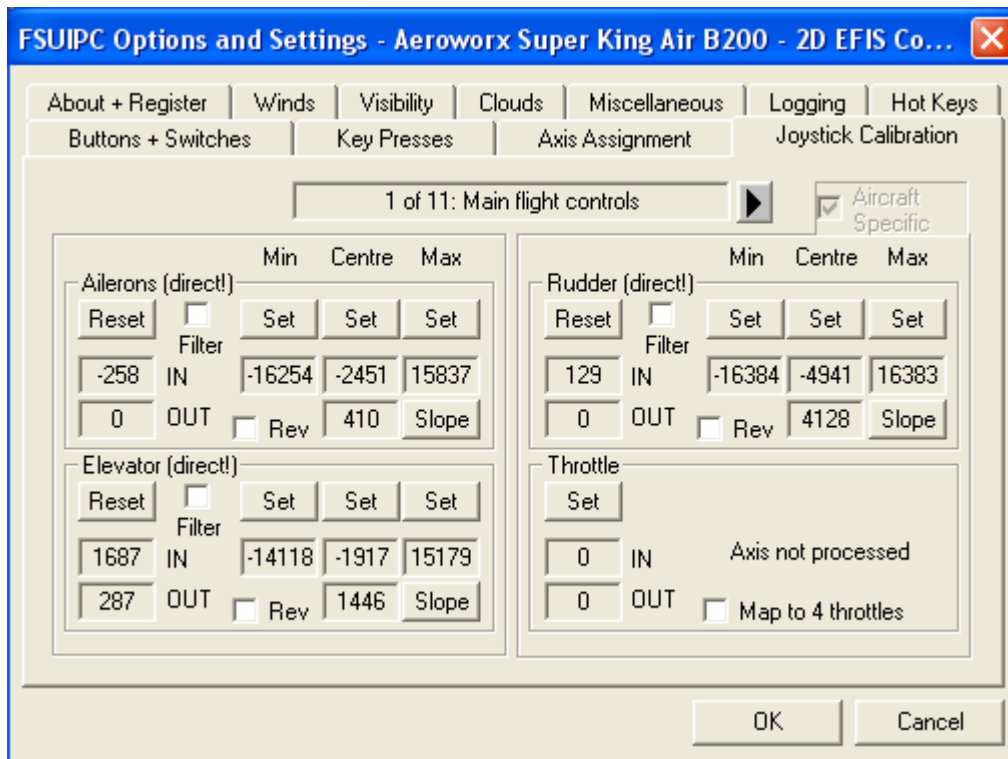 FSUIPC Options and Settings - Aeroworx Super King Air B200 - 2D EFIS Co...
About + Register Winds Visibility Clouds Miscellaneous Logging Hot Keys
Buttons + Switches Key Presses Axis Assignment Joystick Calibration
1 of 11: Main flight controls
Aircraft
Specific
Min Centre Max
Ailerons (direct!)
Reset Set Set Set
Filter
-258 IN -16254 -2451 15837
0 OUT Rev 410 Slope
Elevator (direct!)
Reset Set Set Set
Filter
1687 IN -14118 -1917 15179
287 OUT Rev 1446 Slope
Min Centre Max
Rudder (direct!)
Reset Set Set Set
Filter
129 IN -16384 -4941 16383
0 OUT Rev 4128 Slope
Throttle
Set
0 IN Axis not processed
0 OUT Map to 4 throttles
OK Cancel